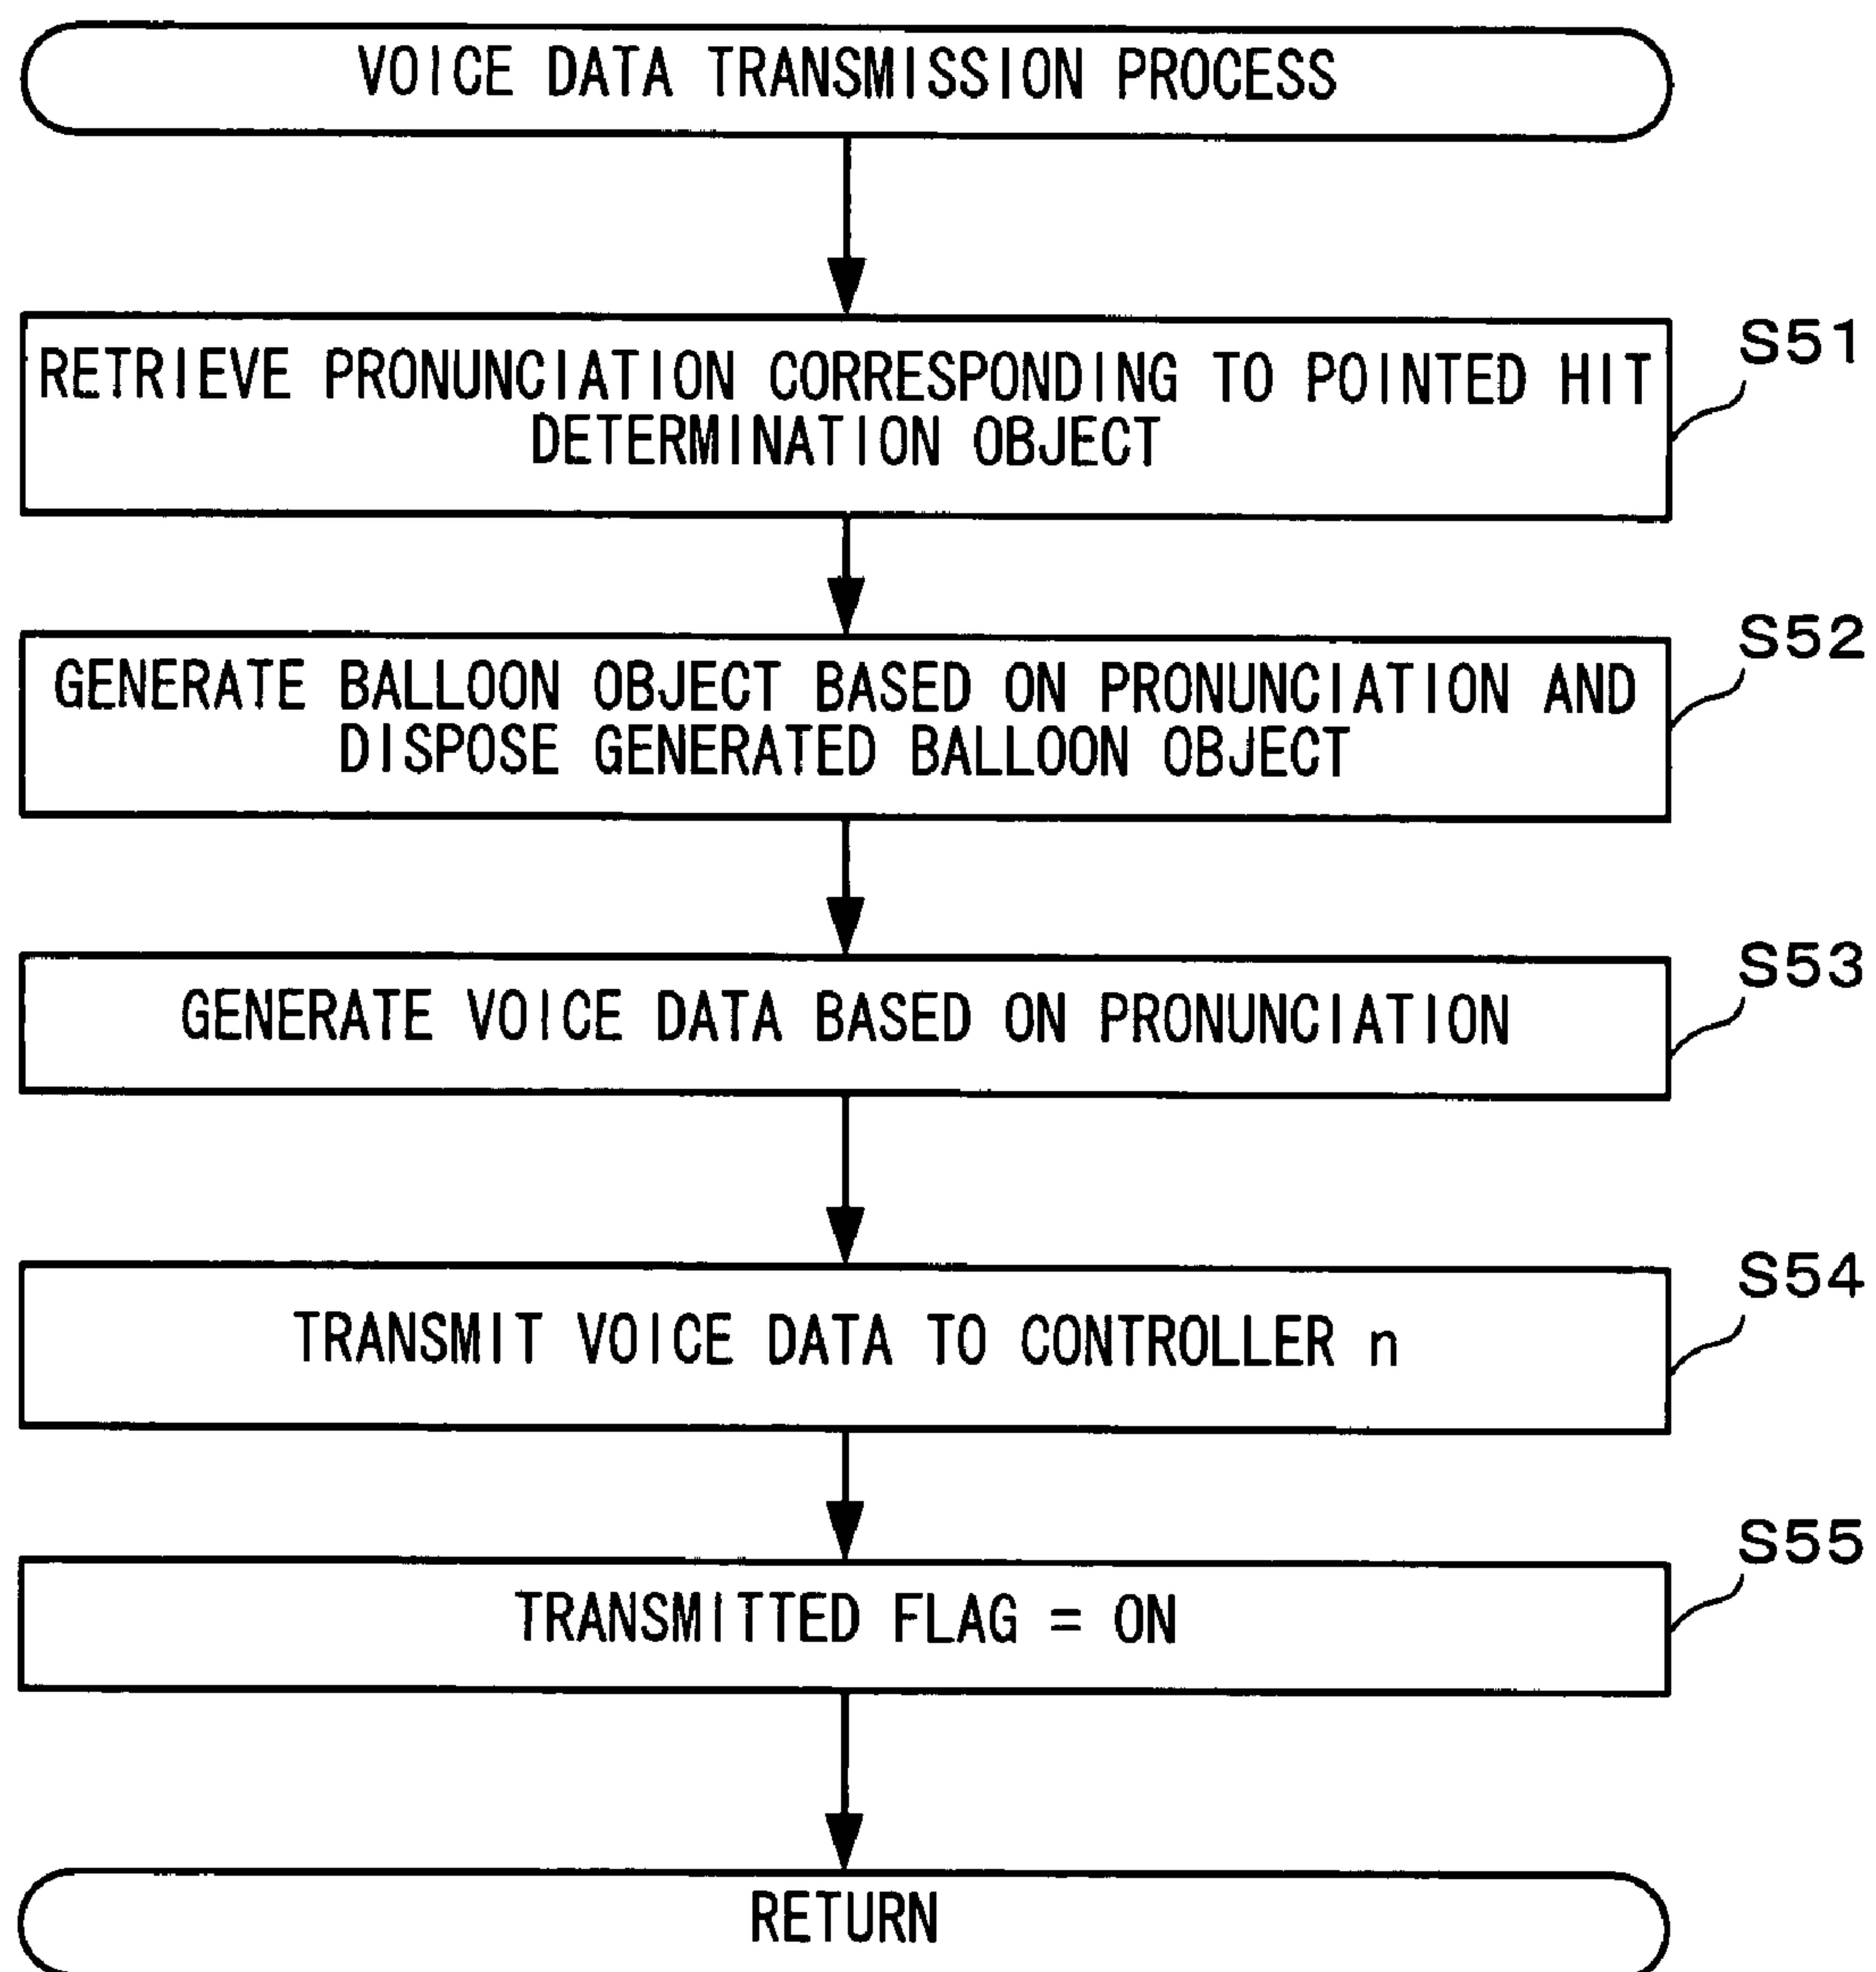 VOICE DATA TRANSMISSION PROCESS
S51
RETRIEVE PRONUNCIATION CORRESPONDING TO POINTED HIT
DETERMINATION OBJECT
S52
GENERATE BALLOON OBJECT BASED ON PRONUNCIATION AND
DISPOSE GENERATED BALLOON OBJECT
S53
GENERATE VOICE DATA BASED ON PRONUNCIATION
S54
TRANSMIT VOICE DATA TO CONTROLLER n
S55
TRANSMITTED FLAG = ON
RETURN